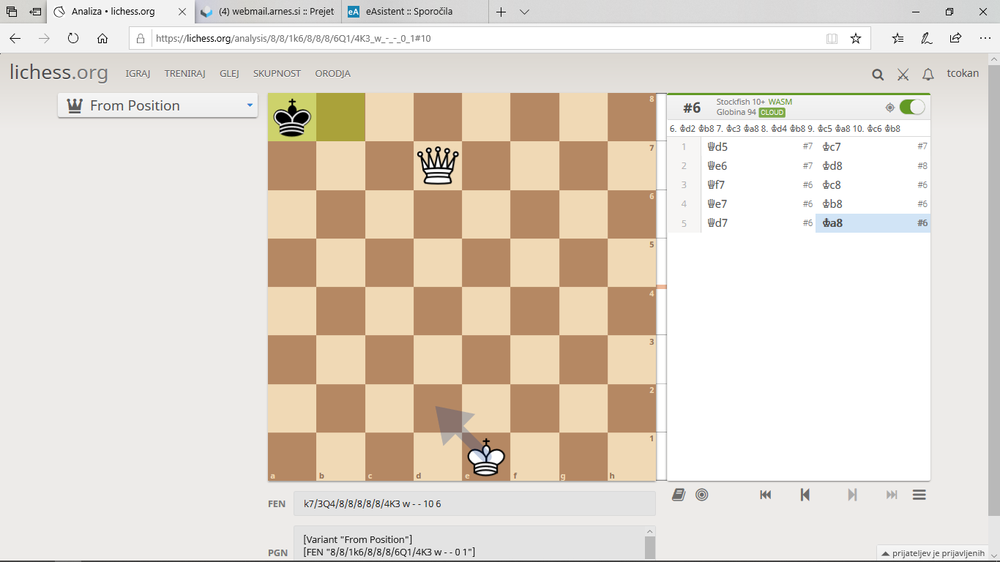 Analiza • lichess.org
(4) webmail.arnes.si :: Prejet
eA eAsistent :: Sporočila
https://lichess.org/analysis/8/8/1k6/8/8/8/6Q1/4K3_w_-_-_0_1#10
lichess.org IGRAJ TRENIRAJ GLEJ SKUPNOST ORODJA tcokan
From Position
8
7
6
5
4
3
2
1
a b c d e f g h
#6 Stockfish 10+ WASM
Globina 94 CLOUD
6. ♔d2 ♔b8 7. ♔c3 ♔a8 8. ♔d4 ♔b8 9. ♔c5 ♔a8 10. ♔c6 ♔b8
1 ♕d5 #7 ♔c7 #7
2 ♕e6 #7 ♔d8 #8
3 ♕f7 #6 ♔c8 #6
4 ♕e7 #6 ♔b8 #6
5 ♕d7 #6 ♔a8 #6
FEN k7/3Q4/8/8/8/8/8/4K3 w - - 10 6
PGN [Variant "From Position"]
[FEN "8/8/1k6/8/8/8/6Q1/4K3 w - - 0 1"]
prijateljev je prijavljenih